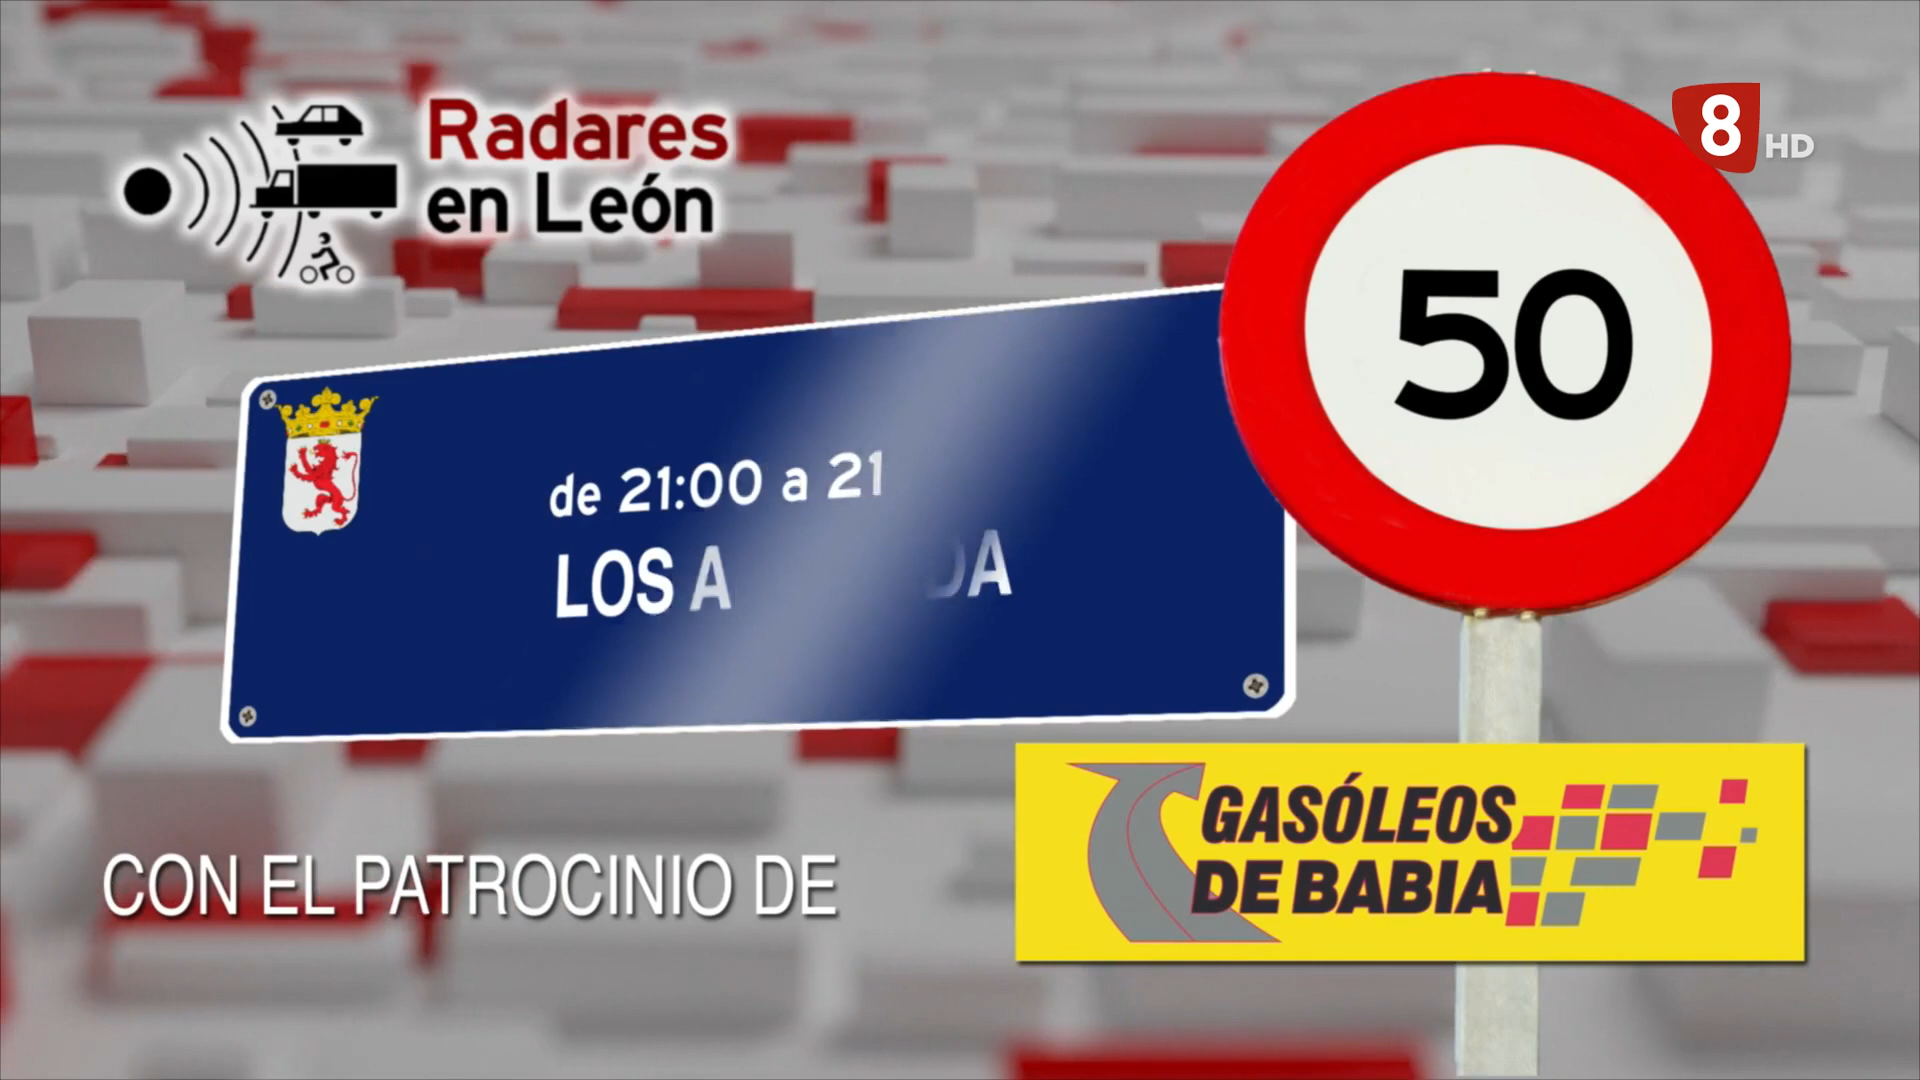 Radares
en León
8 HD
50
de 21:00 a 21
LOS
CON EL PATROCINIO DE
GASÓLEOS
DE BABIA